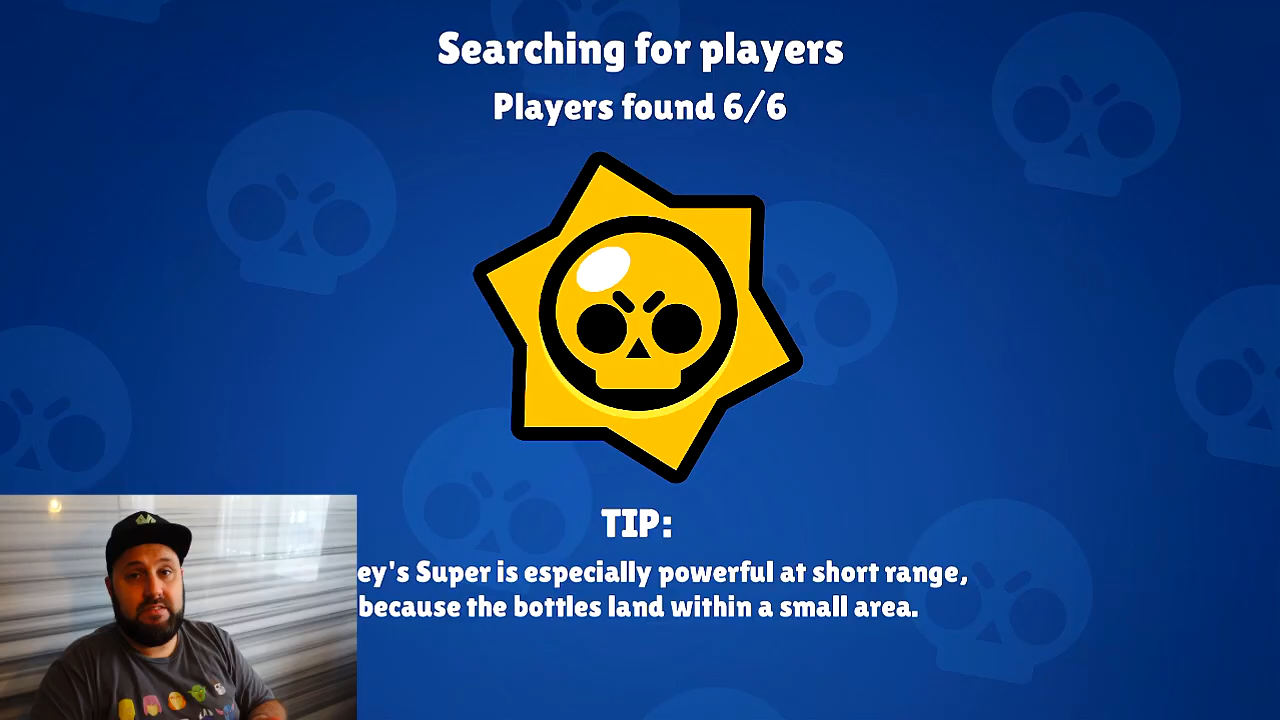 Searching for players
Players found 6/6
TIP:
ey's Super is especially powerful at short range,
because the bottles land within a small area.